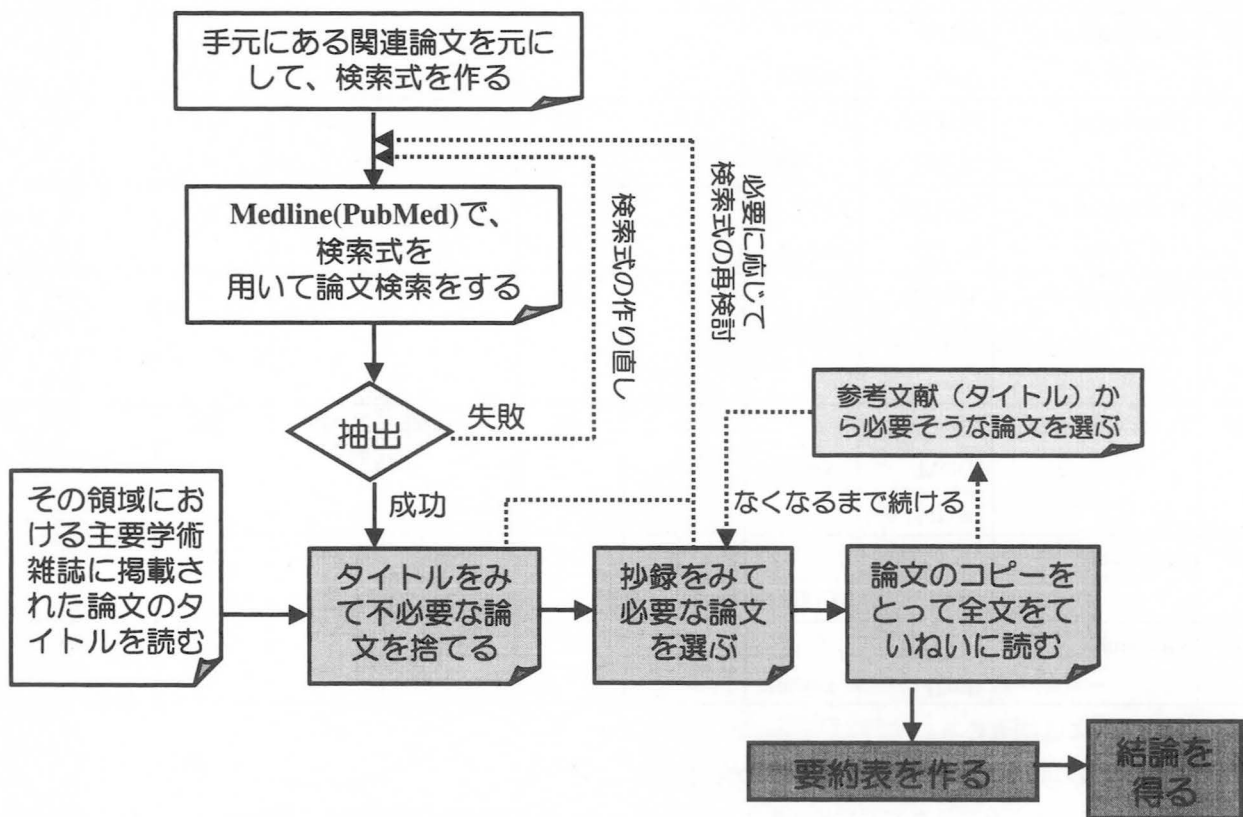 手元にある関連論文を元に
して、検索式を作る
Medline(PubMed)で、
検索式を
用いて論文検索をする
検索式の作り直し
必要に応じて
検索式の再検討
抽出
失敗
成功
参考文献（タイトル）か
ら必要そうな論文を選ぶ
なくなるまで続ける
その領域にお
ける主要学術
雑誌に掲載さ
れた論文のタ
イトルを読む
タイトルをみ
て不必要な論
文を捨てる
抄録をみて
必要な論文
を選ぶ
論文のコピーを
とって全文をて
いねいに読む
要約表を作る
結論を
得る